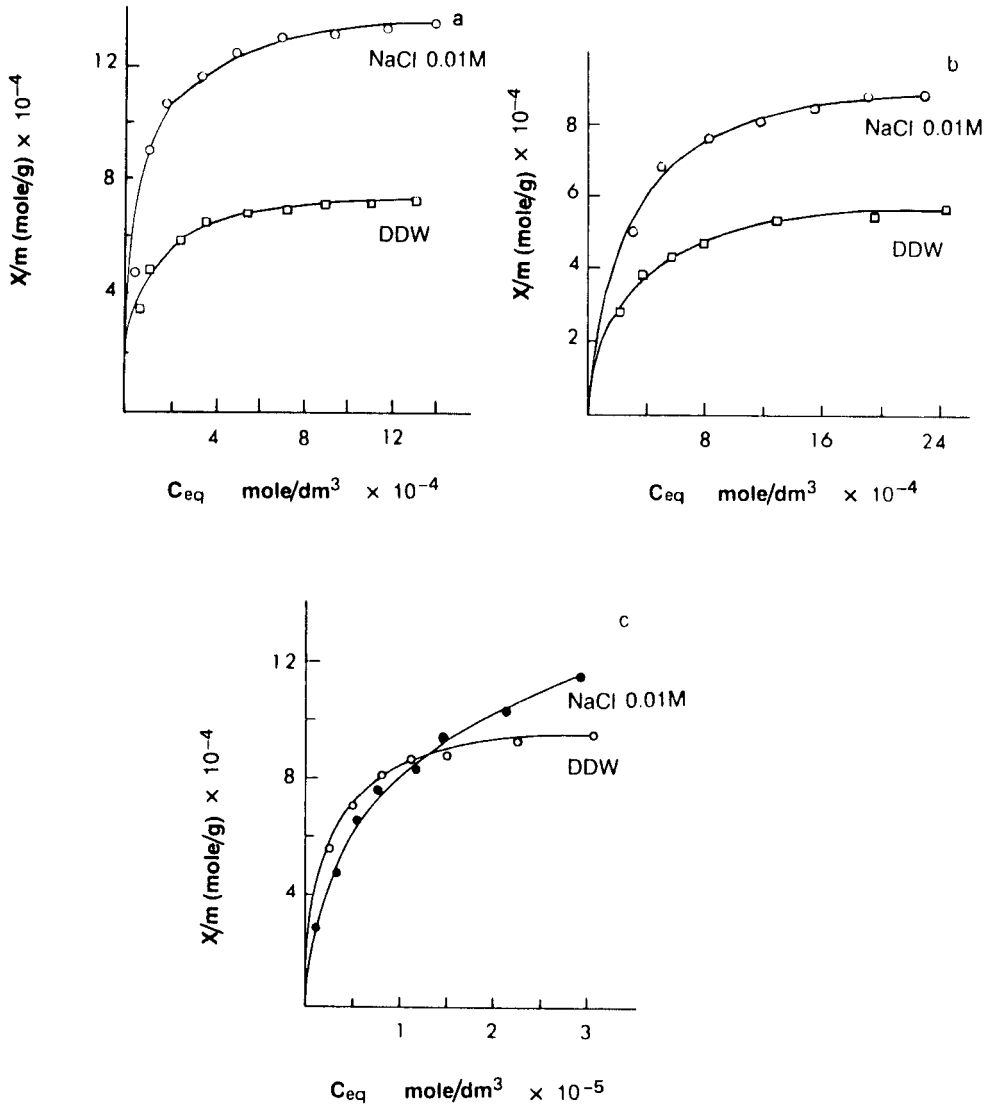 a
12
8
4
X/m (mole/g) × 10⁻⁴
NaCl 0.01M
DDW
4 8 12
Ceq mole/dm³ × 10⁻⁴
b
8
6
4
2
X/m (mole/g) × 10⁻⁴
NaCl 0.01M
DDW
8 16 24
Ceq mole/dm³ × 10⁻⁴
c
12
8
4
X/m (mole/g) × 10⁻⁴
NaCl 0.01M
DDW
1 2 3
Ceq mole/dm³ × 10⁻⁵